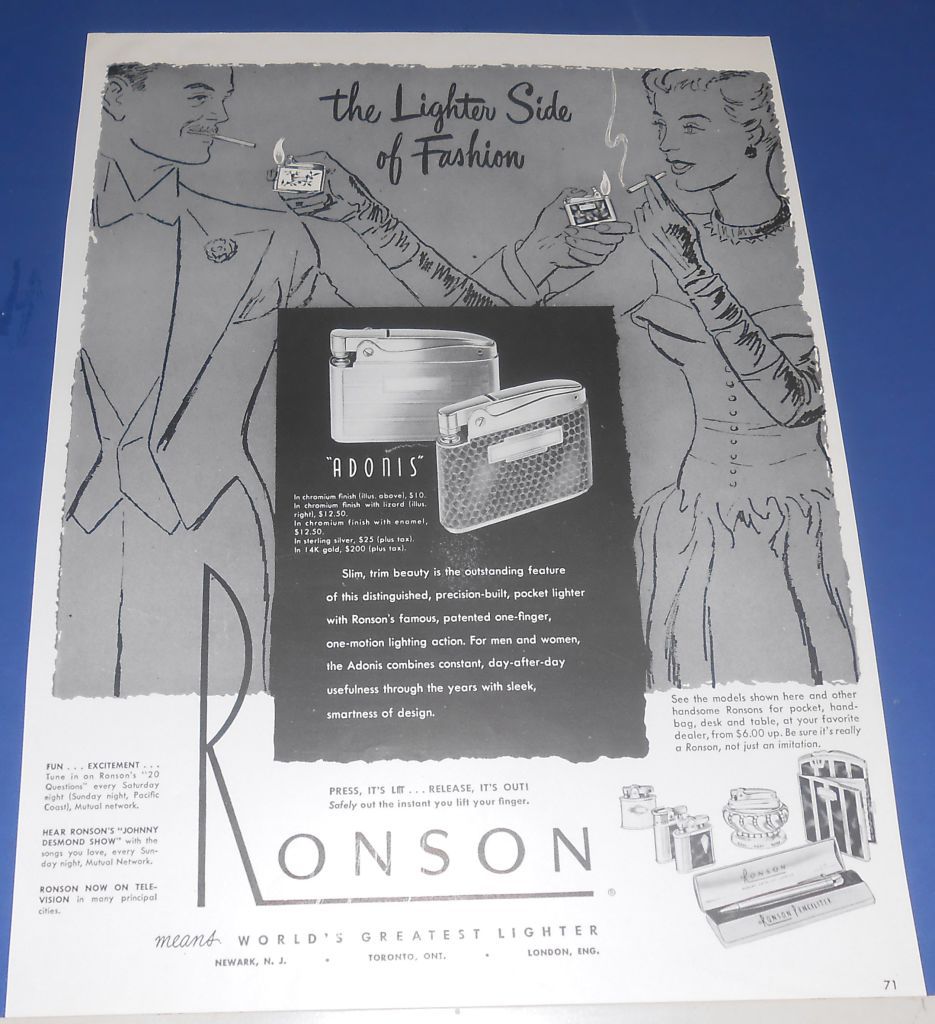 the Lighter Side
of Fashion
"ADONIS"
In chromium finish (illus. above), $10.
In chromium finish with lizard (illus.
right), $12.50.
In chromium finish with enamel,
$12.50.
In sterling silver, $25 (plus tax).
In 14K gold, $200 (plus tax).
Slim, trim beauty is the outstanding feature
of this distinguished, precision-built, pocket lighter
with Ronson's famous, patented one-finger,
one-motion lighting action. For men and women,
the Adonis combines constant, day-after-day
usefulness through the years with sleek,
smartness of design.
See the models shown here and other
handsome Ronsons for pocket, hand-
bag, desk and table, at your favorite
dealer, from $6.00 up. Be sure it's really
a Ronson, not just an imitation.
FUN . . . EXCITEMENT . . .
Tune in on Ronson's "20
Questions" every Saturday
night (Sunday night, Pacific
Coast), Mutual network.
HEAR RONSON'S "JOHNNY
DESMOND SHOW" with the
songs you love, every Sun-
day night, Mutual Network.
RONSON NOW ON TELE-
VISION in many principal
cities.
PRESS, IT'S LIT . . . RELEASE, IT'S OUT!
Safely out the instant you lift your finger.
RONSON®
means WORLD'S GREATEST LIGHTER
NEWARK, N. J. • TORONTO, ONT. • LONDON, ENG.
RONSON
RONSON PENCILITER
71